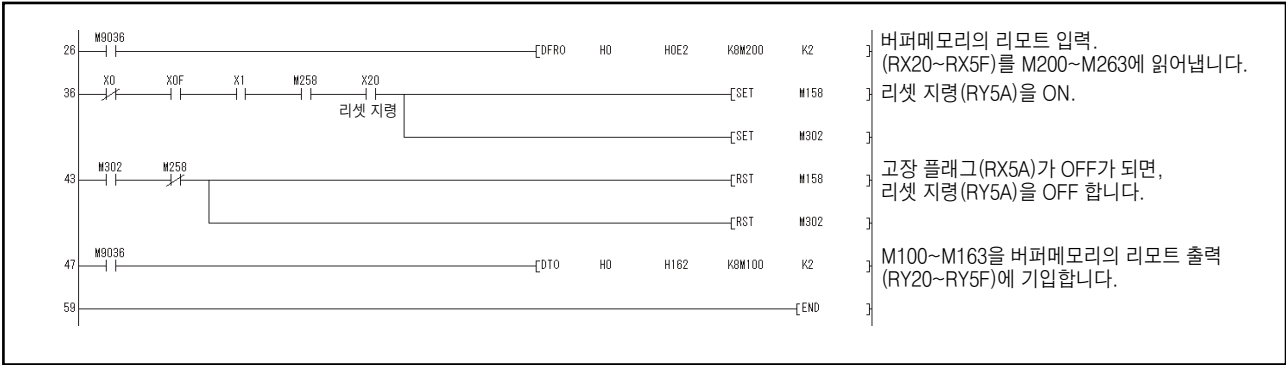 M9036
26 [DFRO H0 H0E2 K8M200 K2 ] 버퍼메모리의 리모트 입력.
(RX20~RX5F)를 M200~M263에 읽어냅니다.
X0 X0F X1 M258 X20
36 [SET M158 ] 리셋 지령(RY5A)을 ON.
리셋 지령
[SET M302 ]
M302 M258
43 [RST M158 ] 고장 플래그(RX5A)가 OFF가 되면,
리셋 지령(RY5A)을 OFF 합니다.
[RST M302 ]
M9036
47 [DTO H0 H162 K8M100 K2 ] M100~M163을 버퍼메모리의 리모트 출력
(RY20~RY5F)에 기입합니다.
59 [END ]